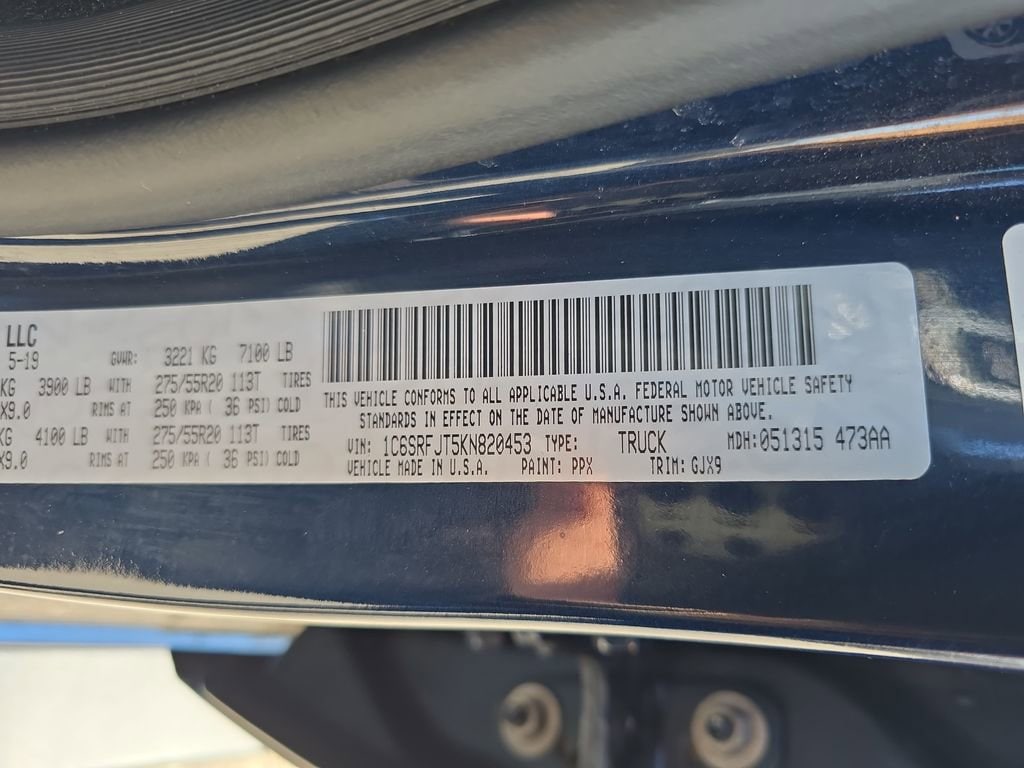 LLC
5-19 GVWR: 3221 KG 7100 LB
KG 3900 LB WITH 275/55R20 113T TIRES
X9.0 RIMS AT 250 KPA ( 36 PSI) COLD
KG 4100 LB WITH 275/55R20 113T TIRES
X9.0 RIMS AT 250 KPA ( 36 PSI) COLD
THIS VEHICLE CONFORMS TO ALL APPLICABLE U.S.A. FEDERAL MOTOR VEHICLE SAFETY
STANDARDS IN EFFECT ON THE DATE OF MANUFACTURE SHOWN ABOVE.
VIN: 1C6SRFJT5KN820453 TYPE: TRUCK MDH:051315 473AA
VEHICLE MADE IN U.S.A. PAINT: PPX TRIM: GJX9